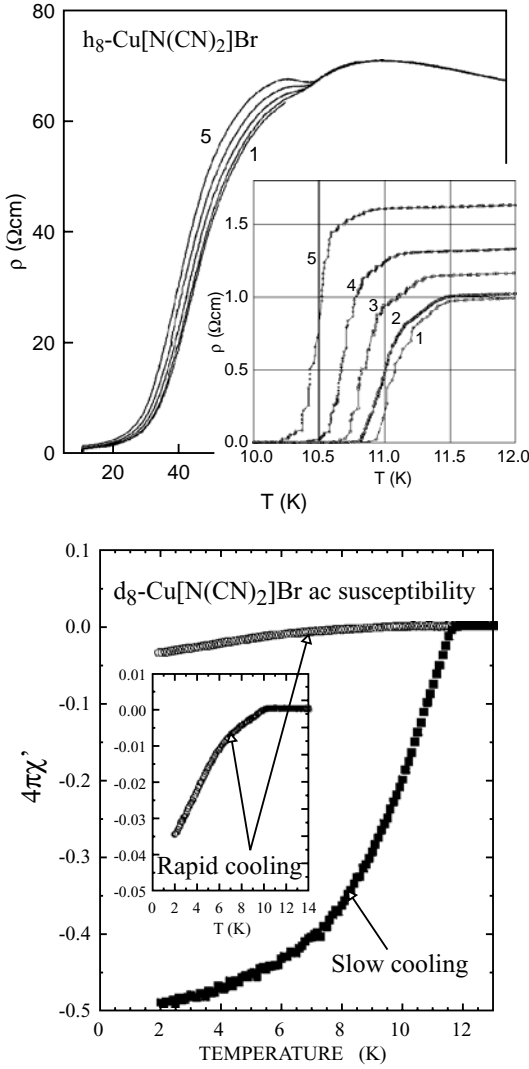 h8-Cu[N(CN)2]Br
80
60
40
20
0
ρ (Ωcm)
20 40
T (K)
5
1
1.5
1.0
0.5
0.0
ρ (Ωcm)
5
4
3
2
1
10.0 10.5 11.0 11.5 12.0
T (K)
d8-Cu[N(CN)2]Br ac susceptibility
0.1
0.0
-0.1
-0.2
-0.3
-0.4
-0.5
4πχ’
0.01
0.00
-0.01
-0.02
-0.03
-0.04
-0.05
Rapid cooling
0 2 4 6 8 10 12 14
T (K)
Slow cooling
0 2 4 6 8 10 12
TEMPERATURE (K)